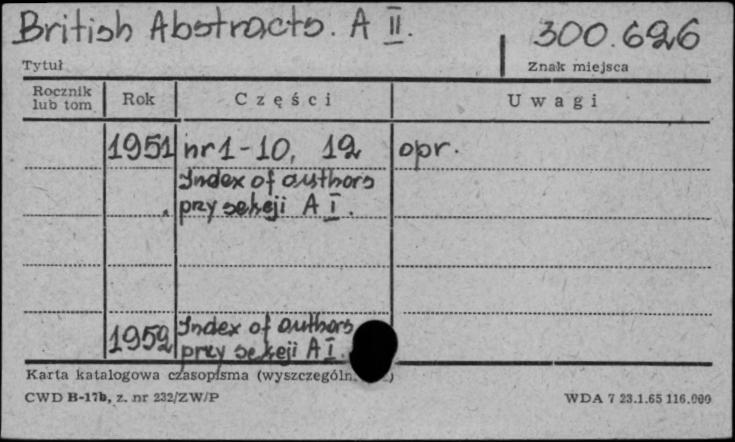 British Abstracts. A II.
300.626
Tytuł
Znak miejsca
Rocznik lub tom
Rok
Części
Uwagi
1951 nr 1-10, 12 opr.
Index of authors
przy sekcji A I.
1952 Index of authors
przy sekcji A I.
Karta katalogowa czasopisma
CWD B-17b, z. nr 232/ZW/P
WDA 7 23.1.65 116.000